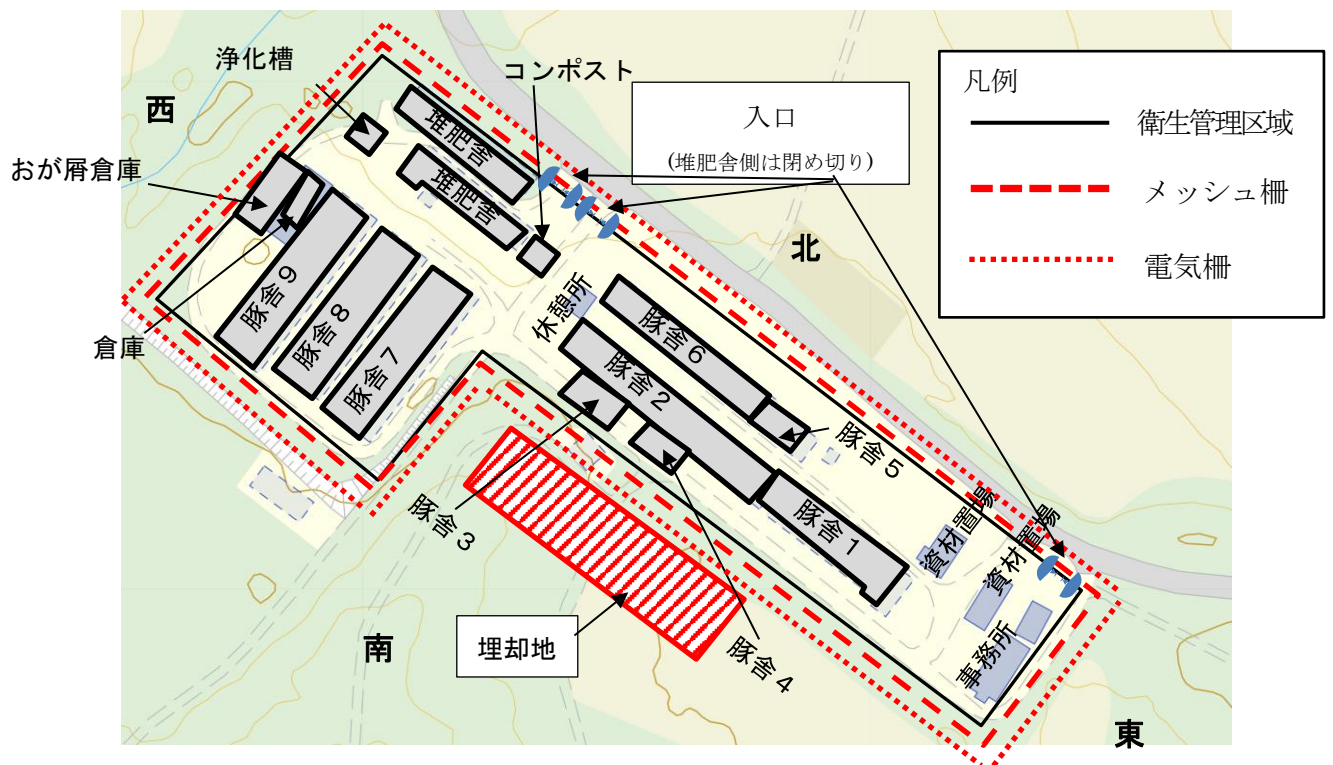 浄化槽
コンポスト
西
堆肥舎
堆肥舎
おが屑倉庫
入口
(堆肥舎側は閉め切り)
北
凡例
衛生管理区域
メッシュ柵
電気柵
倉庫
豚舎9
豚舎8
豚舎7
休憩所
豚舎6
豚舎2
豚舎5
豚舎3
豚舎1
資材置場
資材置場
事務所
豚舎4
埋却地
南
東